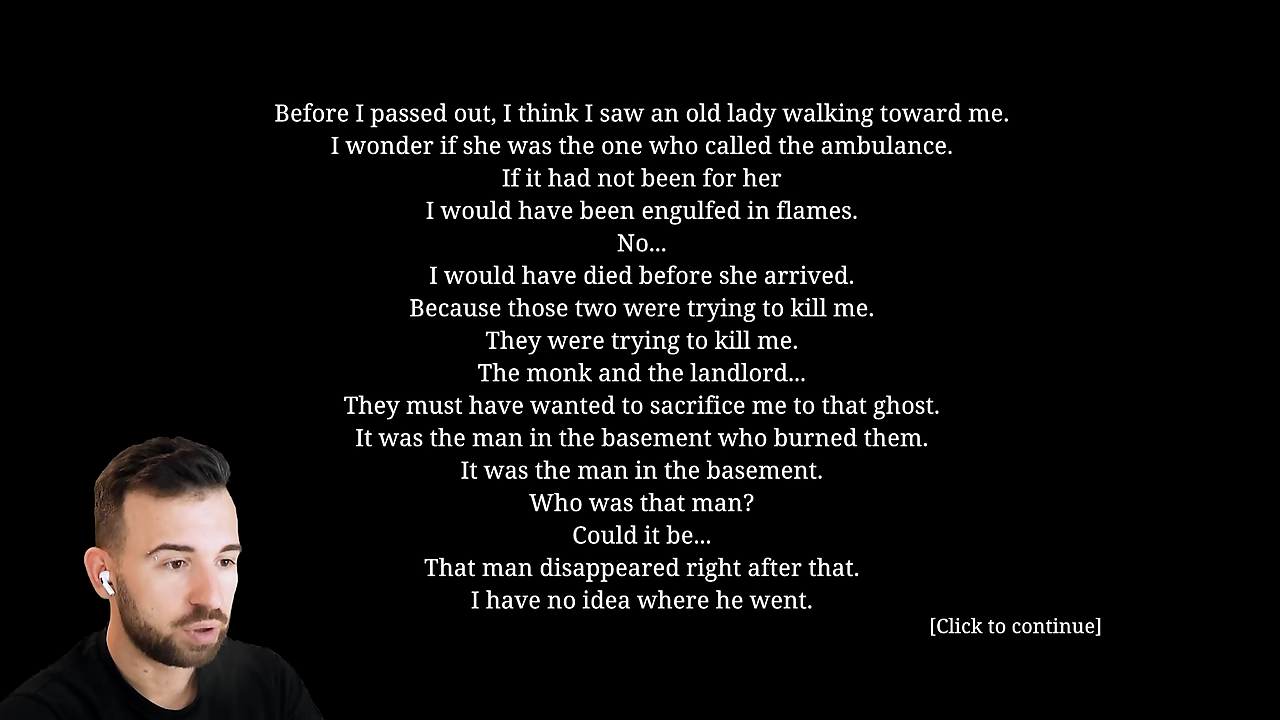 Before I passed out, I think I saw an old lady walking toward me.
I wonder if she was the one who called the ambulance.
If it had not been for her
I would have been engulfed in flames.
No...
I would have died before she arrived.
Because those two were trying to kill me.
They were trying to kill me.
The monk and the landlord...
They must have wanted to sacrifice me to that ghost.
It was the man in the basement who burned them.
It was the man in the basement.
Who was that man?
Could it be...
That man disappeared right after that.
I have no idea where he went.
[Click to continue]